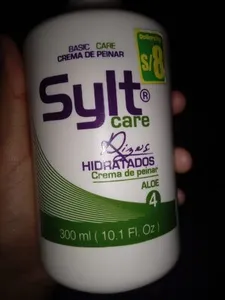 BASIC CARE
CREMA DE PEINAR
S/8
Sylt®
care
Rizos
HIDRATADOS
Crema de peinar
ALOE
4
300 ml ( 10.1 Fl. Oz )